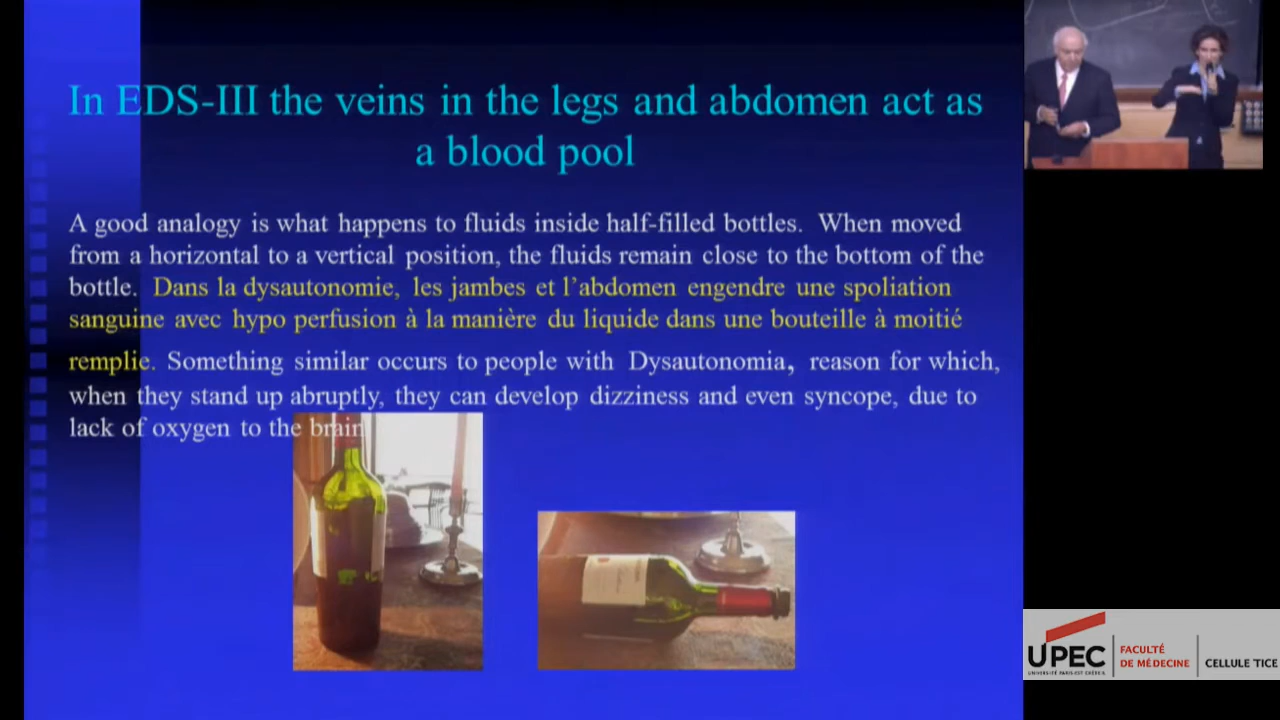 In EDS-III the veins in the legs and abdomen act as
a blood pool
A good analogy is what happens to fluids inside half-filled bottles. When moved
from a horizontal to a vertical position, the fluids remain close to the bottom of the
bottle. Dans la dysautonomie, les jambes et l'abdomen engendre une spoliation
sanguine avec hypo perfusion à la manière du liquide dans une bouteille à moitié
remplie. Something similar occurs to people with Dysautonomia, reason for which,
when they stand up abruptly, they can develop dizziness and even syncope, due to
lack of oxygen to the brain
UPEC
UNIVERSITÉ PARIS-EST CRÉTEIL
FACULTÉ
DE MÉDECINE
CELLULE TICE